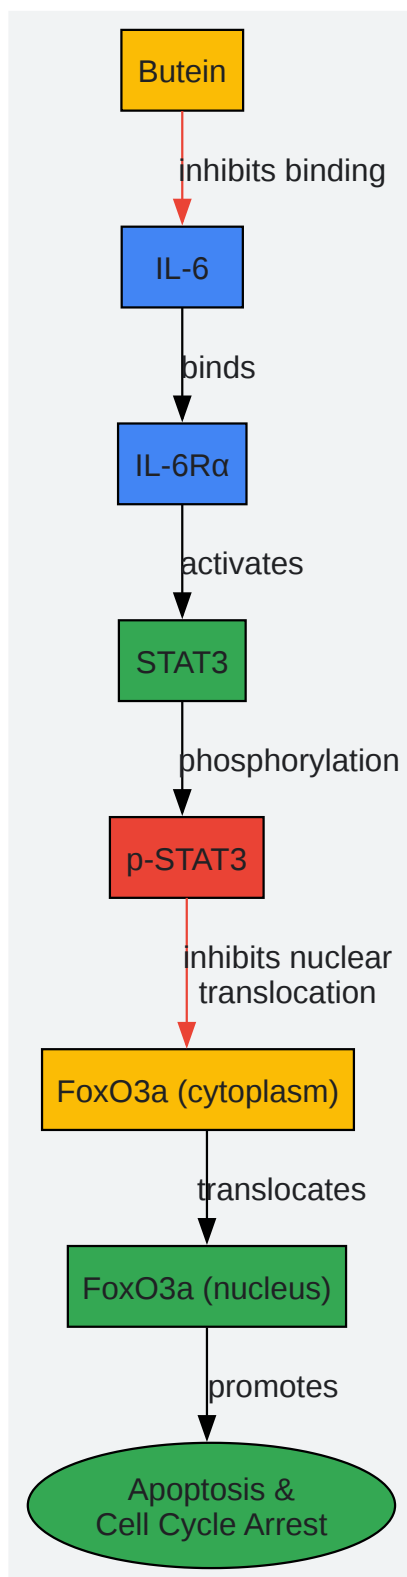 Butein
inhibits binding
IL-6
binds
IL-6Rα
activates
STAT3
phosphorylation
p-STAT3
inhibits nuclear
translocation
FoxO3a (cytoplasm)
translocates
FoxO3a (nucleus)
promotes
Apoptosis &
Cell Cycle Arrest